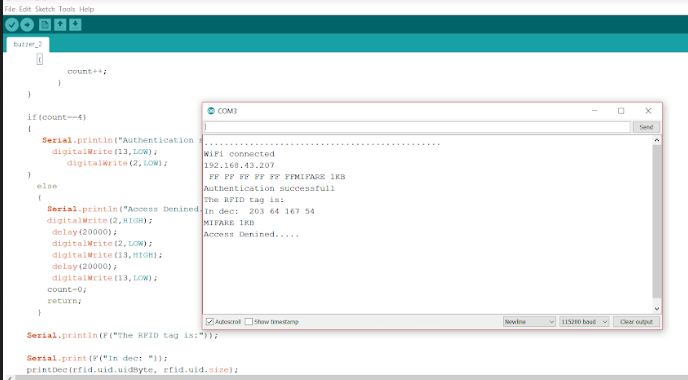 File Edit Sketch Tools Help
buzzer_2
{
count++;
}
}
if(count==4)
{
Serial.println("Authentication s
digitalWrite(13,LOW);
digitalWrite(2,LOW);
}
else
{
Serial.println("Access Denined.
digitalWrite(2,HIGH);
delay(20000);
digitalWrite(2,LOW);
digitalWrite(13,HIGH);
delay(20000);
digitalWrite(13,LOW);
count=0;
return;
}
Serial.println(F("The RFID tag is:"));
Serial.print(F("In dec: "));
printDec(rfid.uid.uidByte, rfid.uid.size);
COM3
Send
...............................................
WiFi connected
192.168.43.207
FF FF FF FF FF FFMIFARE 1KB
Authentication successfull
The RFID tag is:
In dec: 203 64 167 54
MIFARE 1KB
Access Denined.....
Autoscroll Show timestamp Newline 115200 baud Clear output